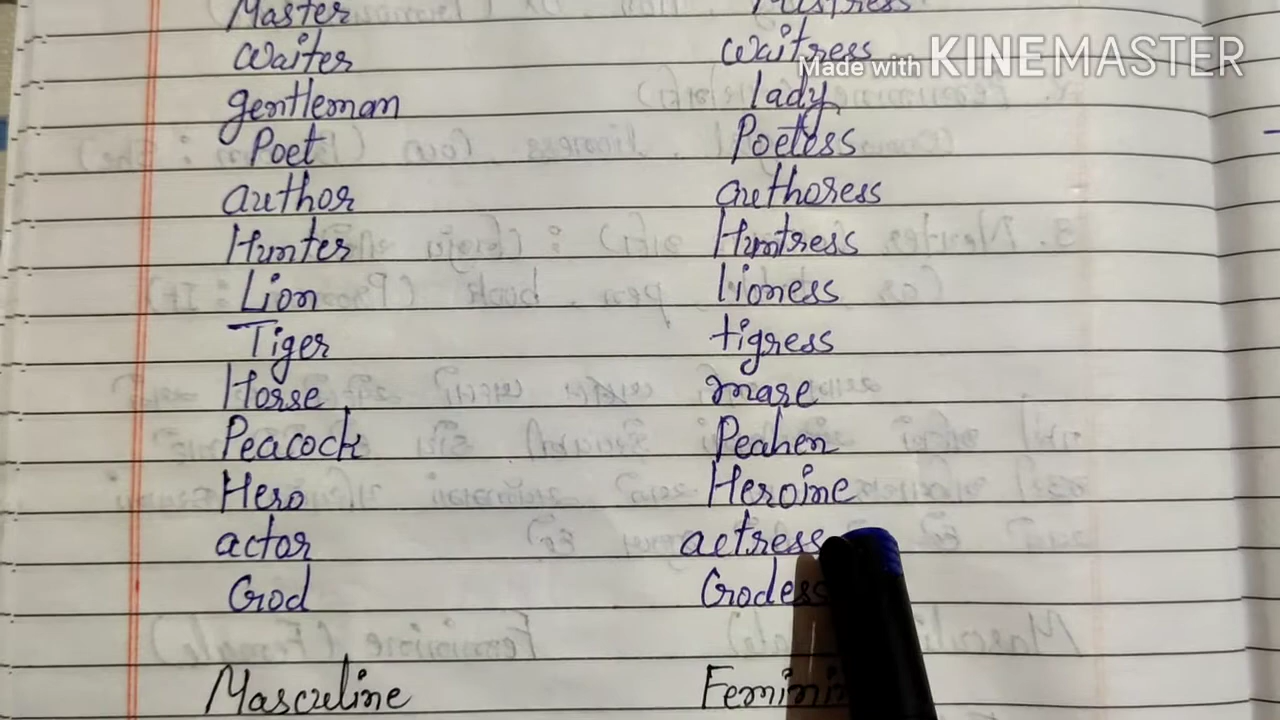 Master Mistress
Made with KINEMASTER
Waiter Waitress
gentleman lady
Poet Poetess
author authoress
Hunter Huntress
Lion lioness
Tiger tigress
Horse mare
Peacock Peahen
Hero Heroine
actor actress
God Godess
Masculine